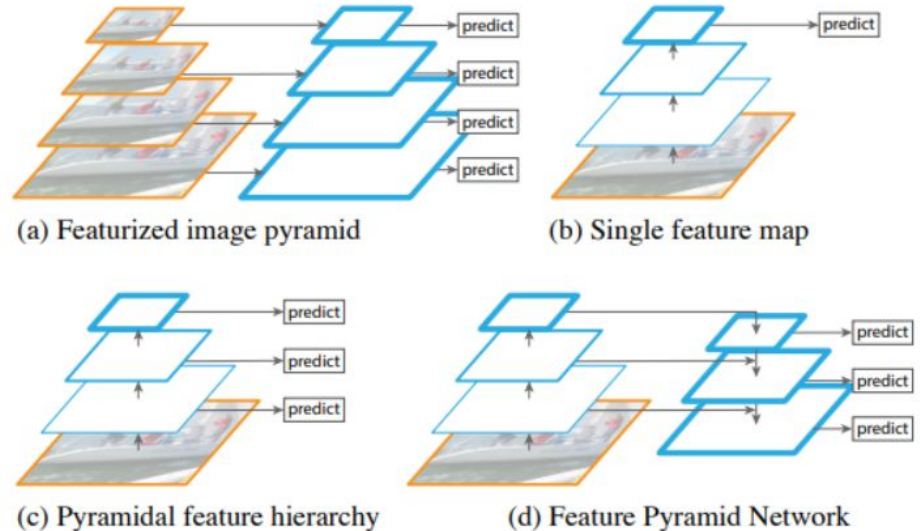 predict
predict
predict
predict
(a) Featurized image pyramid
predict
(b) Single feature map
predict
predict
predict
(c) Pyramidal feature hierarchy
predict
predict
predict
(d) Feature Pyramid Network